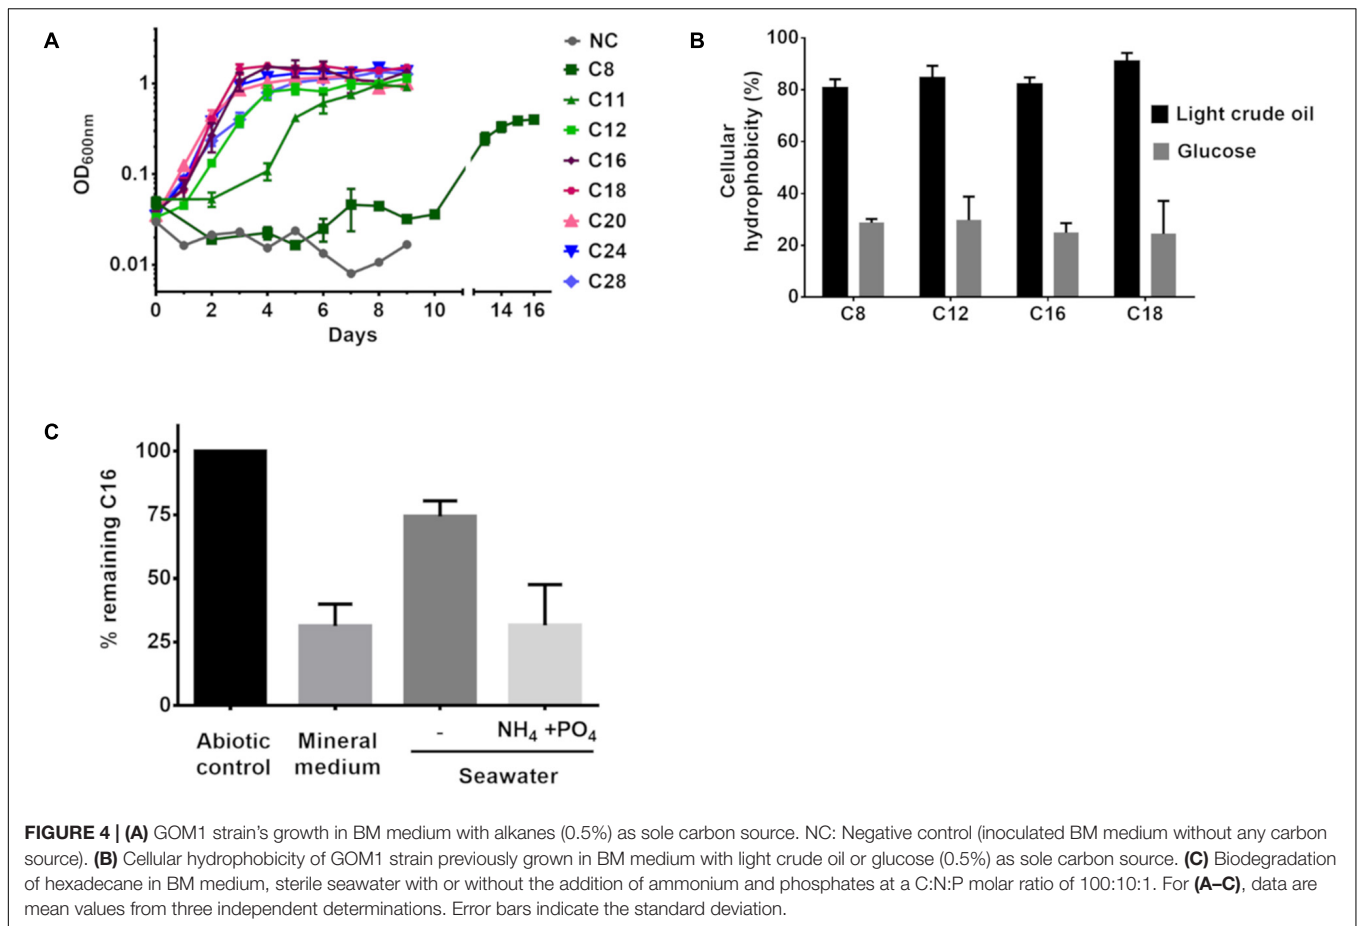 A
OD600nm
1
0.1
0.01
0 2 4 6 8 10 14 16
Days
NC
C8
C11
C12
C16
C18
C20
C24
C28
B
Cellular
hydrophobicity (%)
100
80
60
40
20
0
C8 C12 C16 C18
Light crude oil
Glucose
C
% remaining C16
100
75
50
25
0
Abiotic
control
Mineral
medium
- NH4 +PO4
Seawater
FIGURE 4 | (A) GOM1 strain's growth in BM medium with alkanes (0.5%) as sole carbon source. NC: Negative control (inoculated BM medium without any carbon
source). (B) Cellular hydrophobicity of GOM1 strain previously grown in BM medium with light crude oil or glucose (0.5%) as sole carbon source. (C) Biodegradation
of hexadecane in BM medium, sterile seawater with or without the addition of ammonium and phosphates at a C:N:P molar ratio of 100:10:1. For (A–C), data are
mean values from three independent determinations. Error bars indicate the standard deviation.